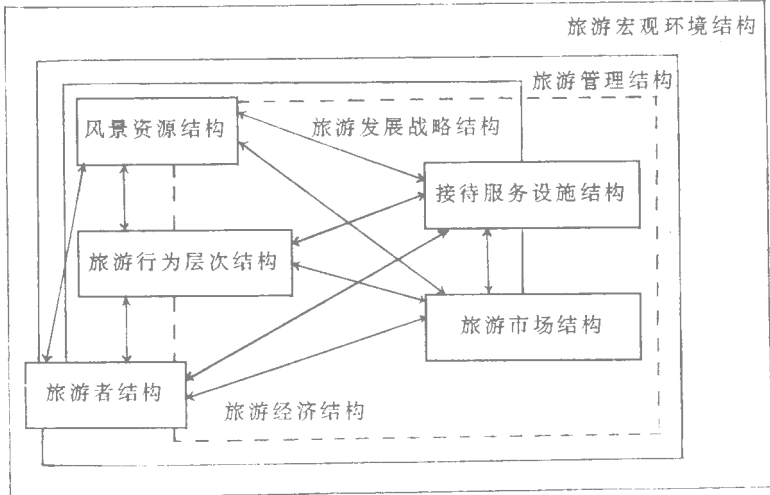 旅游宏观环境结构
旅游管理结构
风景资源结构
旅游发展战略结构
接待服务设施结构
旅游行为层次结构
旅游市场结构
旅游者结构
旅游经济结构